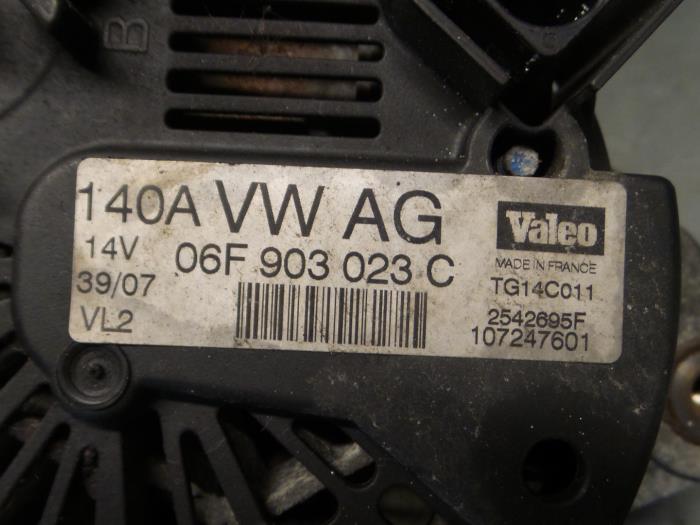 B
140A VW AG
14V 06F 903 023 C
39/07
VL2
Valeo
MADE IN FRANCE
TG14C011
2542695F
107247601